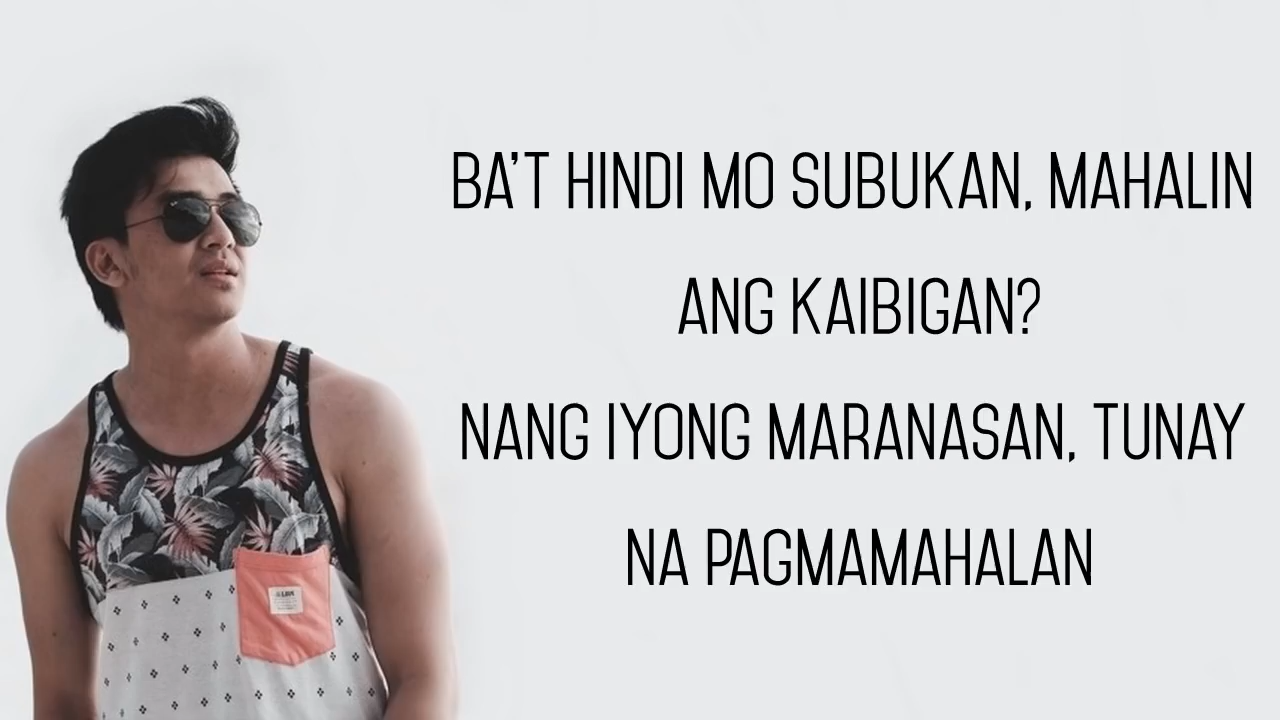 BA'T HINDI MO SUBUKAN, MAHALIN
ANG KAIBIGAN?
NANG IYONG MARANASAN, TUNAY
NA PAGMAMAHALAN